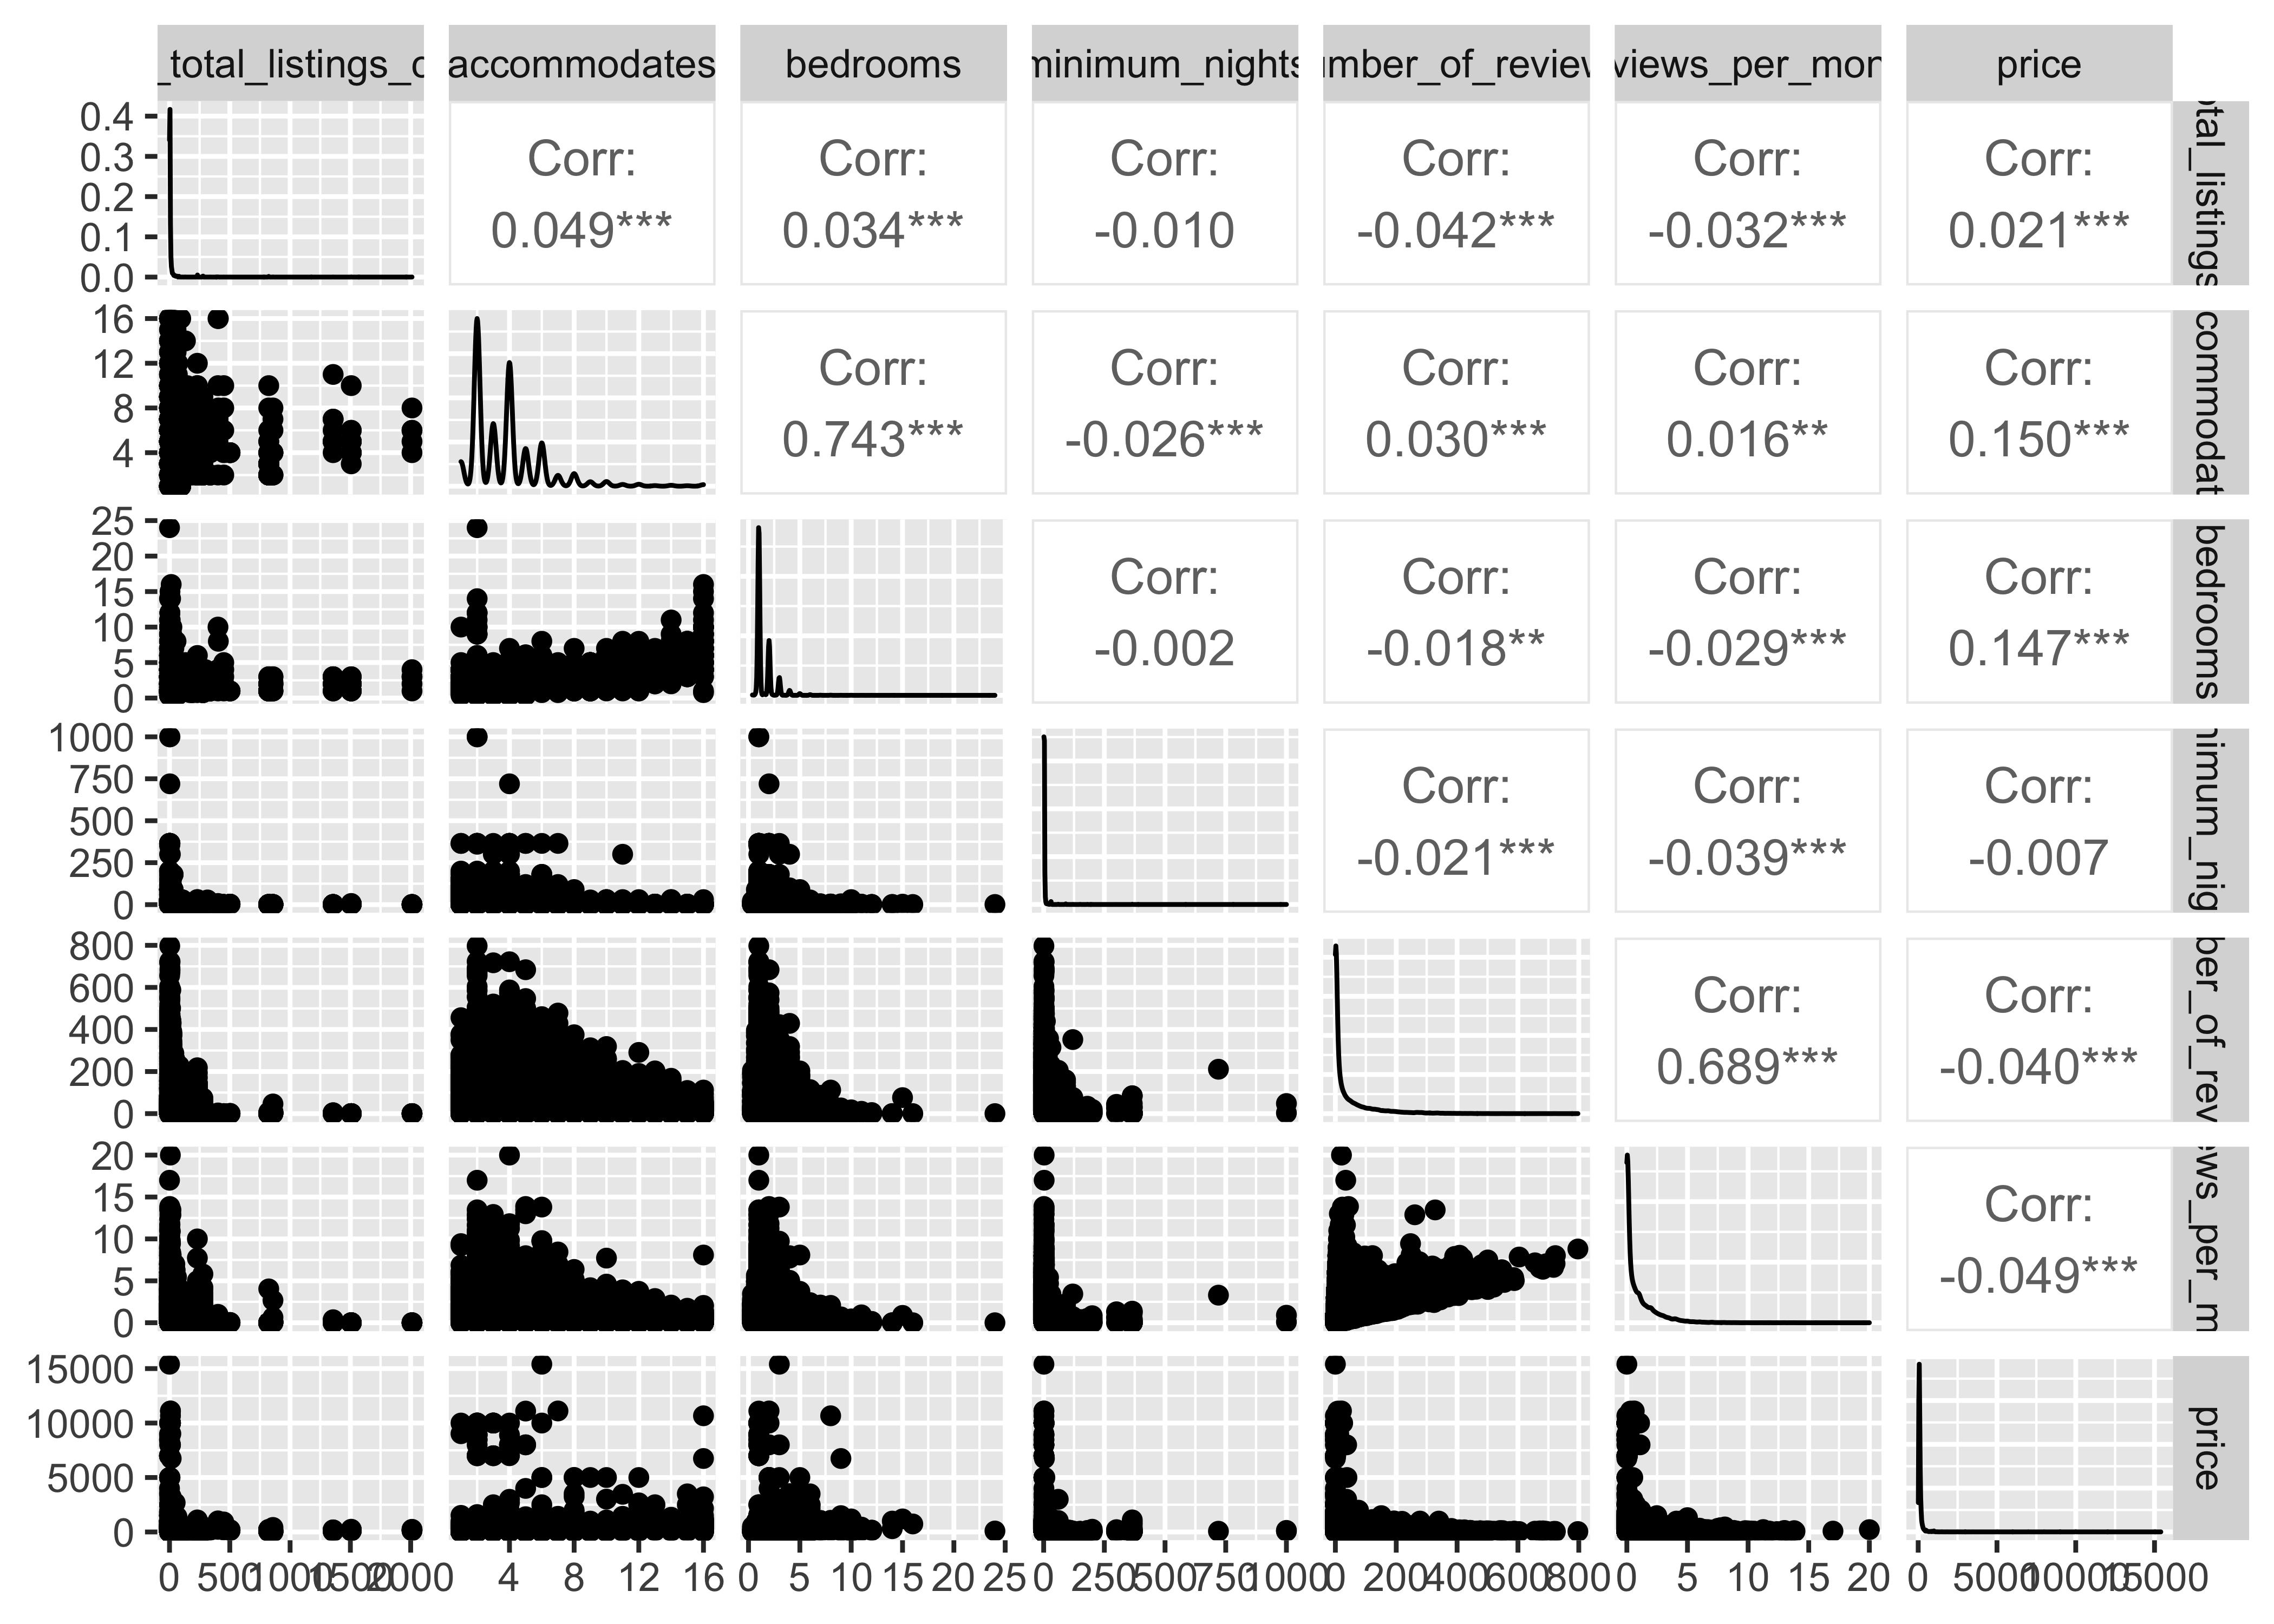 _total_listings_c accommodates bedrooms minimum_nights umber_of_review views_per_mon price
0.4
0.3
0.2
0.1
0.0
Corr: Corr: Corr: Corr: Corr: Corr:
0.049*** 0.034*** -0.010 -0.042*** -0.032*** 0.021***
otal_listings
16
12
8
4
Corr: Corr: Corr: Corr: Corr:
0.743*** -0.026*** 0.030*** 0.016** 0.150***
commodat
25
20
15
10
5
0
Corr: Corr: Corr: Corr:
-0.002 -0.018** -0.029*** 0.147***
bedrooms
1000
750
500
250
0
Corr: Corr: Corr:
-0.021*** -0.039*** -0.007
nimum_nig
800
600
400
200
0
Corr: Corr:
0.689*** -0.040***
ber_of_rev
20
15
10
5
0
Corr:
-0.049***
ews_per_m
15000
10000
5000
0
price
0 500 1000 1500 2000 4 8 12 16 0 5 10 15 20 25 0 250 500 750 1000 0 200 400 600 800 0 5 10 15 20 0 5000 10000 15000